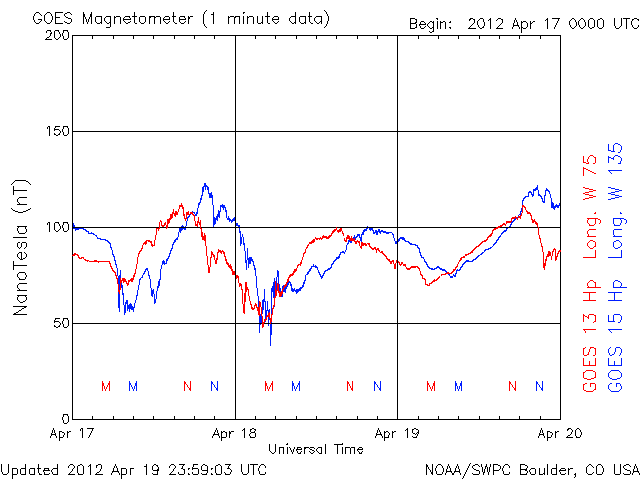 GOES Magnetometer (1 minute data)
Begin: 2012 Apr 17 0000 UTC
200
150
100
50
0
NanoTesla (nT)
M M N N M M N N M M N N
Apr 17 Apr 18 Apr 19 Apr 20
Universal Time
GOES 13 Hp Long. W 75
GOES 15 Hp Long. W 135
Updated 2012 Apr 19 23:59:03 UTC
NOAA/SWPC Boulder, CO USA